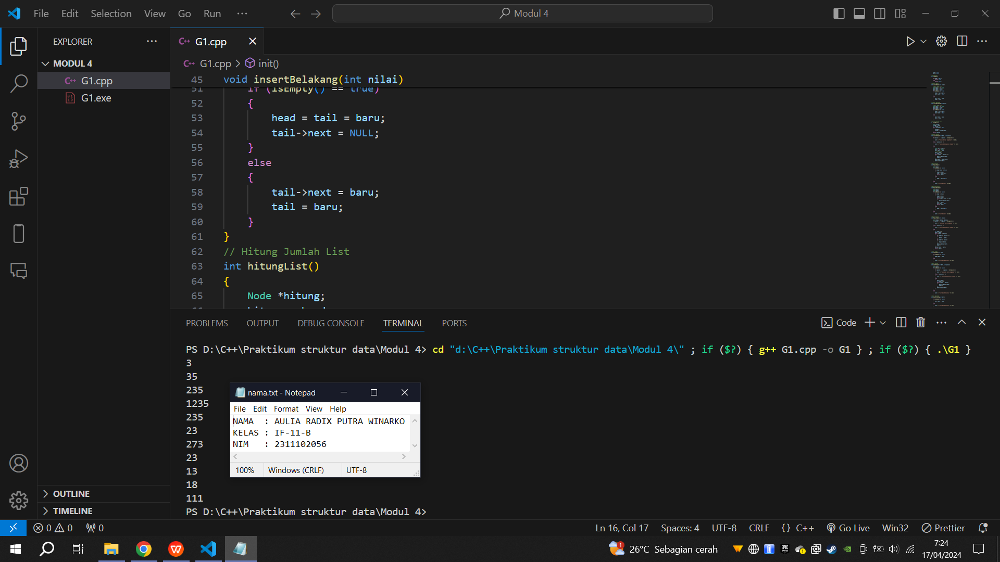 File Edit Selection View Go Run ···
Modul 4
EXPLORER
MODUL 4
G1.cpp
G1.exe
OUTLINE
TIMELINE
G1.cpp
G1.cpp > init()
45 void insertBelakang(int nilai)
51 if (isEmpty() == true)
52 {
53 head = tail = baru;
54 tail->next = NULL;
55 }
56 else
57 {
58 tail->next = baru;
59 tail = baru;
60 }
61 }
62 // Hitung Jumlah List
63 int hitungList()
64 {
65 Node *hitung;
PROBLEMS OUTPUT DEBUG CONSOLE TERMINAL PORTS
Code
PS D:\C++\Praktikum struktur data\Modul 4> cd "d:\C++\Praktikum struktur data\Modul 4\" ; if ($?) { g++ G1.cpp -o G1 } ; if ($?) { .\G1 }
3
35
235
1235
235
23
273
23
13
18
111
PS D:\C++\Praktikum struktur data\Modul 4>
nama.txt - Notepad
File Edit Format View Help
NAMA : AULIA RADIX PUTRA WINARKO
KELAS : IF-11-B
NIM : 2311102056
100% Windows (CRLF) UTF-8
0 0 0
Ln 16, Col 17 Spaces: 4 UTF-8 CRLF {} C++ Go Live Win32 Prettier
26°C Sebagian cerah
7:24
17/04/2024